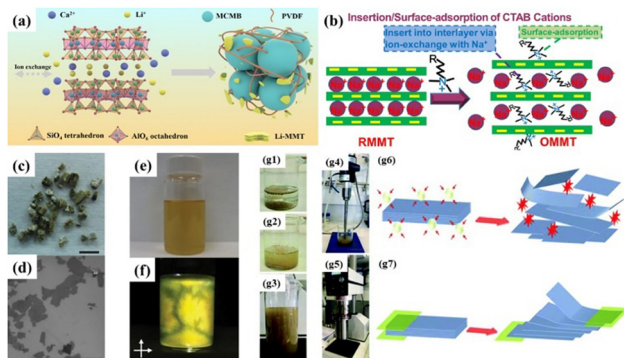 (a)
Ca²⁺
Li⁺
MCMB
PVDF
Ion exchange
SiO₄ tetrahedron
AlO₆ octahedron
Li-MMT
(b)
Insertion/Surface-adsorption of CTAB Cations
Insert into interlayer via
ion-exchange with Na⁺
Surface-adsorption
R
RMMT
OMMT
(c)
(e)
(g1)
(g4)
(g6)
(g2)
(d)
(f)
(g3)
(g5)
(g7)